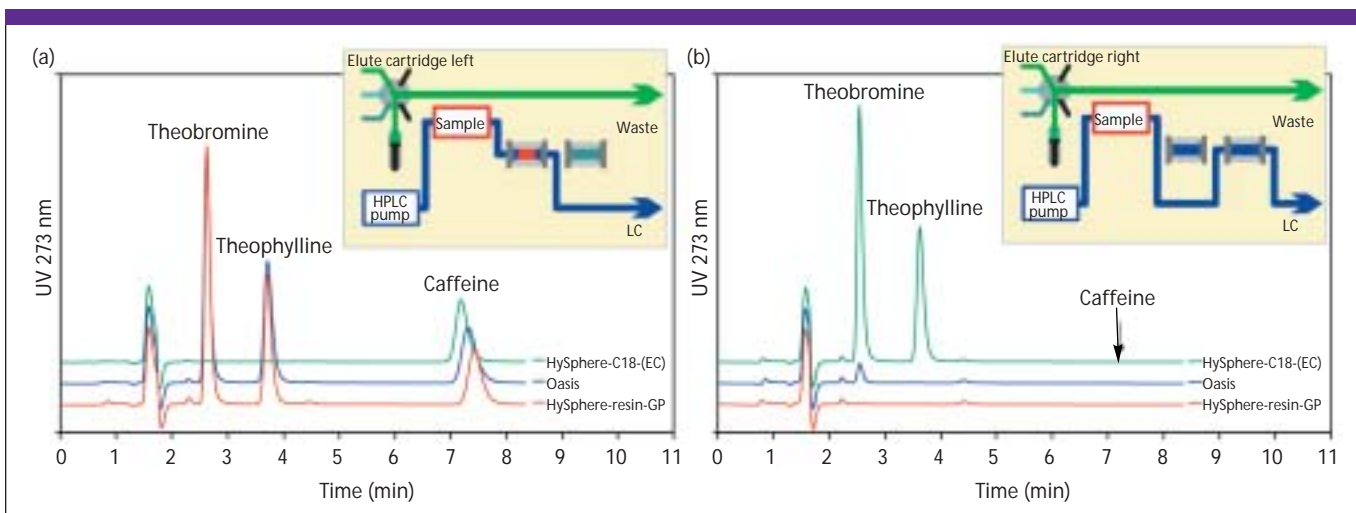 (a)
Elute cartridge left
Theobromine
Sample
Waste
HPLC
pump
Theophylline
LC
Caffeine
UV 273 nm
HySphere-C18-(EC)
Oasis
HySphere-resin-GP
0 1 2 3 4 5 6 7 8 9 10 11
Time (min)
(b)
Elute cartridge right
Theobromine
Sample
Waste
HPLC
pump
Theophylline
LC
Caffeine
UV 273 nm
HySphere-C18-(EC)
Oasis
HySphere-resin-GP
0 1 2 3 4 5 6 7 8 9 10 11
Time (min)